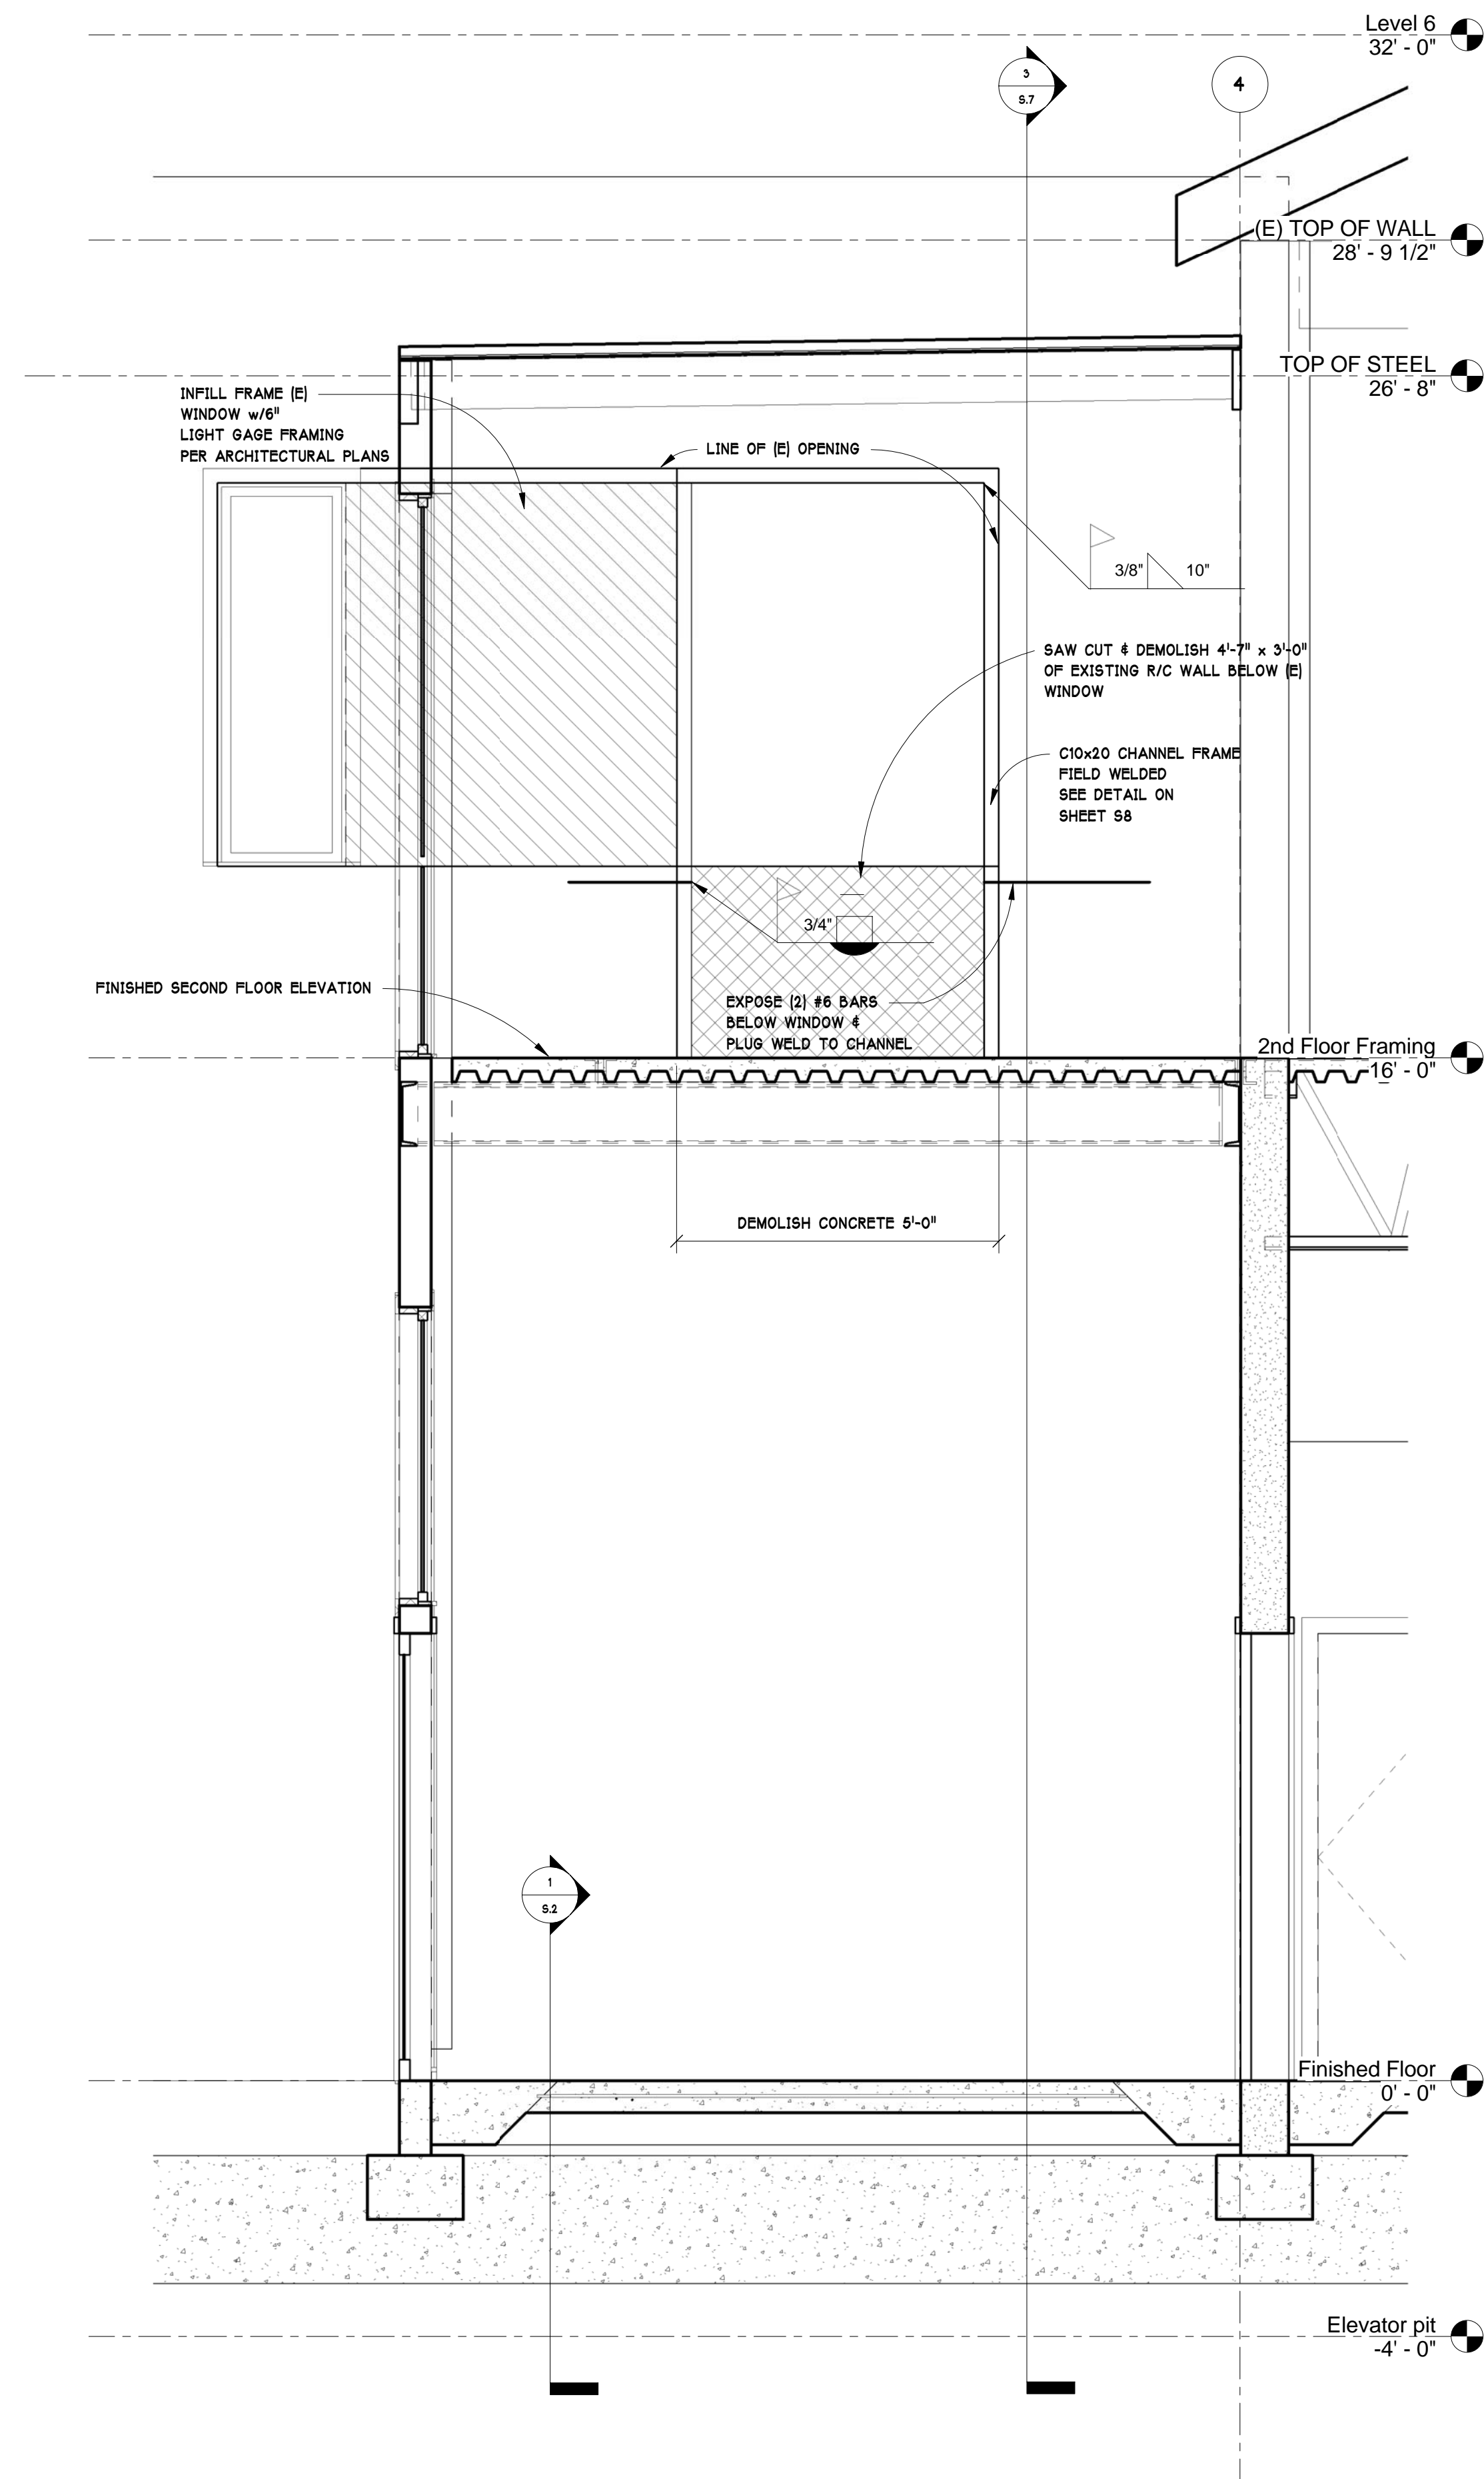 Level 6
32' - 0"
3
S.7
4
(E) TOP OF WALL
28' - 9 1/2"
TOP OF STEEL
26' - 8"
INFILL FRAME (E)
WINDOW w/6"
LIGHT GAGE FRAMING
PER ARCHITECTURAL PLANS
LINE OF (E) OPENING
3/8"
10"
SAW CUT & DEMOLISH 4'-7" x 3'-0"
OF EXISTING R/C WALL BELOW (E)
WINDOW
C10x20 CHANNEL FRAME
FIELD WELDED
SEE DETAIL ON
SHEET S8
3/4"
FINISHED SECOND FLOOR ELEVATION
EXPOSE (2) #6 BARS
BELOW WINDOW &
PLUG WELD TO CHANNEL
2nd Floor Framing
16' - 0"
DEMOLISH CONCRETE 5'-0"
1
S.2
Finished Floor
0' - 0"
Elevator pit
-4' - 0"